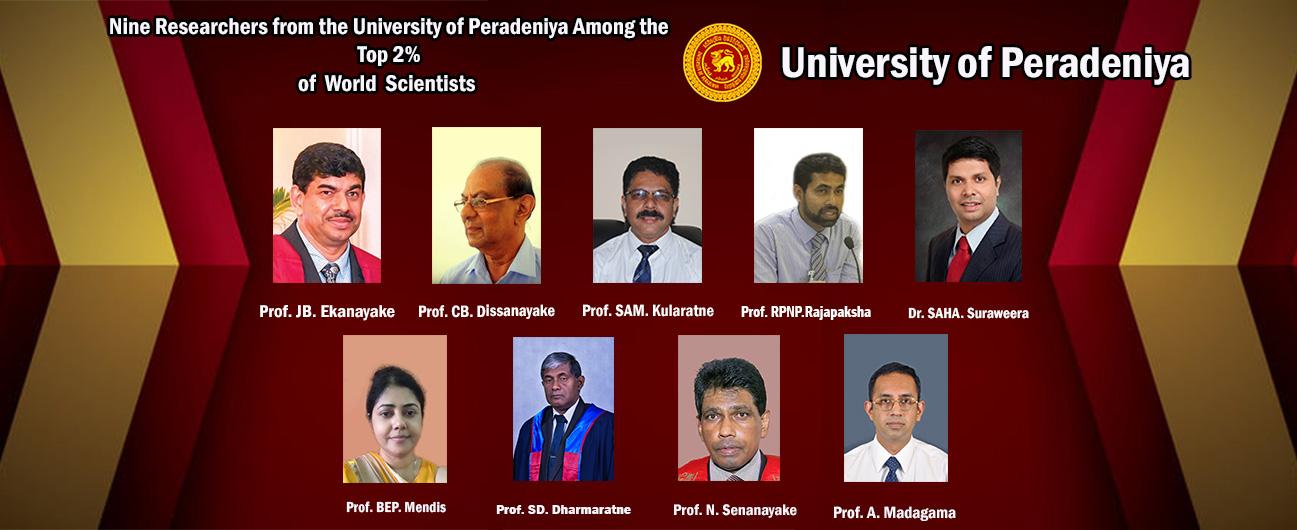 Nine Researchers from the University of Peradeniya Among the
Top 2%
of World Scientists
University of Peradeniya
Prof. JB. Ekanayake
Prof. CB. Dissanayake
Prof. SAM. Kularatne
Prof. RPNP.Rajapaksha
Dr. SAHA. Suraweera
Prof. BEP. Mendis
Prof. SD. Dharmaratne
Prof. N. Senanayake
Prof. A. Madagama